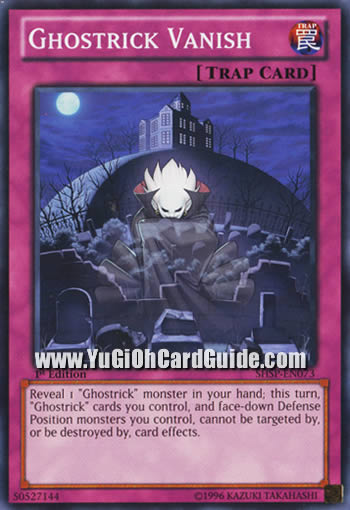 GHOSTRICK VANISH
TRAP
罠
[TRAP CARD]
www.YuGiOhCardGuide.com
1st Edition
SHSP-EN073
Reveal 1 "Ghostrick" monster in your hand; this turn,
"Ghostrick" cards you control, and face-down Defense
Position monsters you control, cannot be targeted by,
or be destroyed by, card effects.
S0527144
©1996 KAZUKI TAKAHASHI